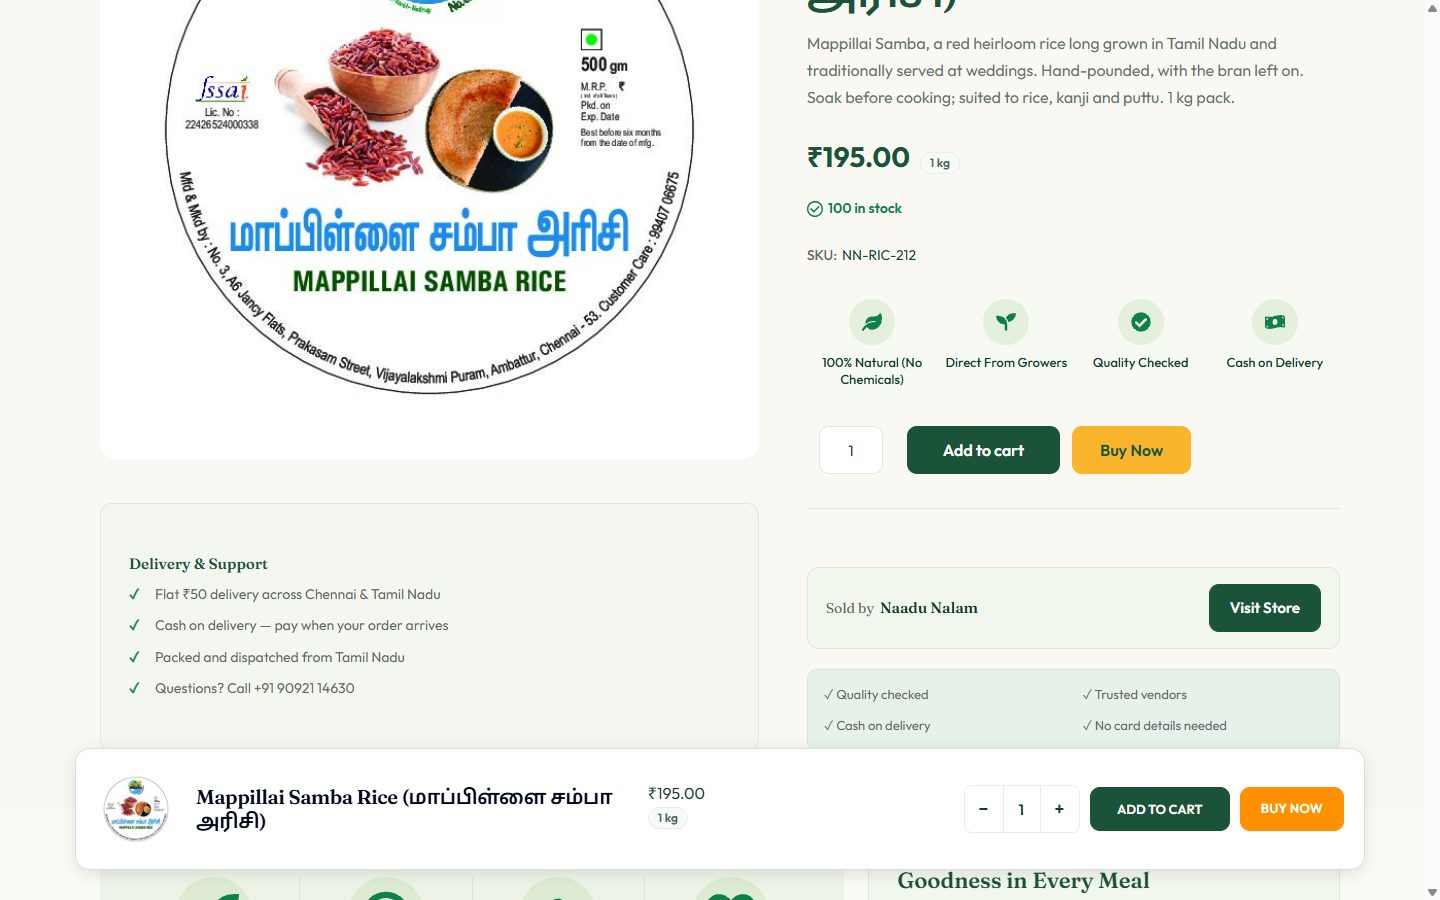 அரிசி)
Mappillai Samba, a red heirloom rice long grown in Tamil Nadu and
traditionally served at weddings. Hand-pounded, with the bran left on.
Soak before cooking; suited to rice, kanji and puttu. 1 kg pack.
₹195.00 1 kg
100 in stock
SKU: NN-RIC-212
100% Natural (No
Chemicals)
Direct From Growers
Quality Checked
Cash on Delivery
1
Add to cart
Buy Now
fssai
Lic. No :
22426524000338
500 gm
M.R.P. ₹
Pkd. on
Exp. Date
Best before six months
from the date of mfg.
மாப்பிள்ளை சம்பா அரிசி
MAPPILLAI SAMBA RICE
Mfd & Mkd by : No. 3, A6 Jancy Flats, Prakasam Street, Vijayalakshmi Puram, Ambattur, Chennai - 53. Customer Care : 99407 06675
Delivery & Support
✓ Flat ₹50 delivery across Chennai & Tamil Nadu
✓ Cash on delivery — pay when your order arrives
✓ Packed and dispatched from Tamil Nadu
✓ Questions? Call +91 90921 14630
Sold by Naadu Nalam
Visit Store
✓ Quality checked
✓ Trusted vendors
✓ Cash on delivery
✓ No card details needed
Mappillai Samba Rice (மாப்பிள்ளை சம்பா
அரிசி)
₹195.00
1 kg
− 1 +
ADD TO CART
BUY NOW
Goodness in Every Meal